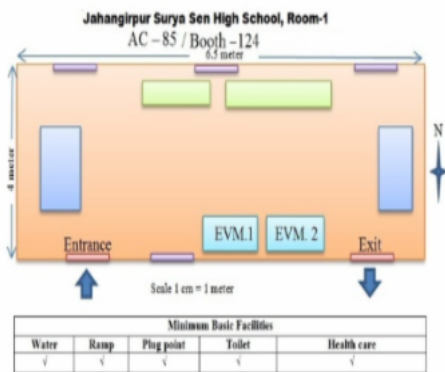 Jahangirpur Surya Sen High School, Room-1
AC – 85 / Booth –124
6.5 meter
4 meter
N
EVM.1 EVM. 2
Entrance Exit
Scale 1 cm = 1 meter
Minimum Basic Facilities
Water Ramp Plug point Toilet Health care
√ √ √ √ √